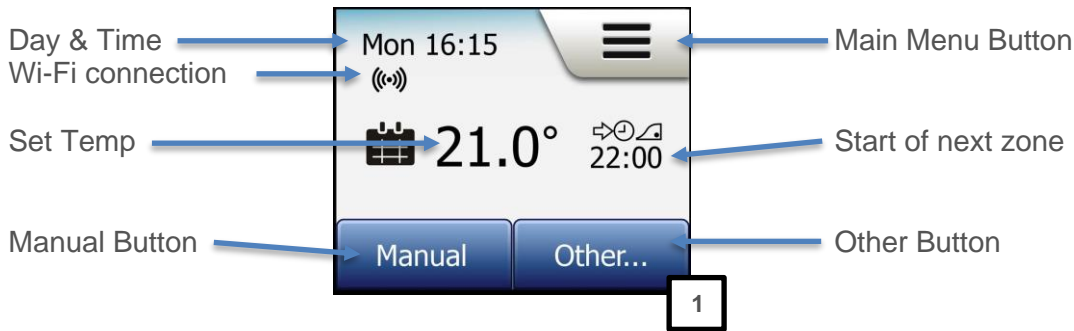 Day & Time
Mon 16:15
Main Menu Button
Wi-Fi connection
Set Temp
21.0°
22:00
Start of next zone
Manual Button
Manual
Other...
Other Button
1